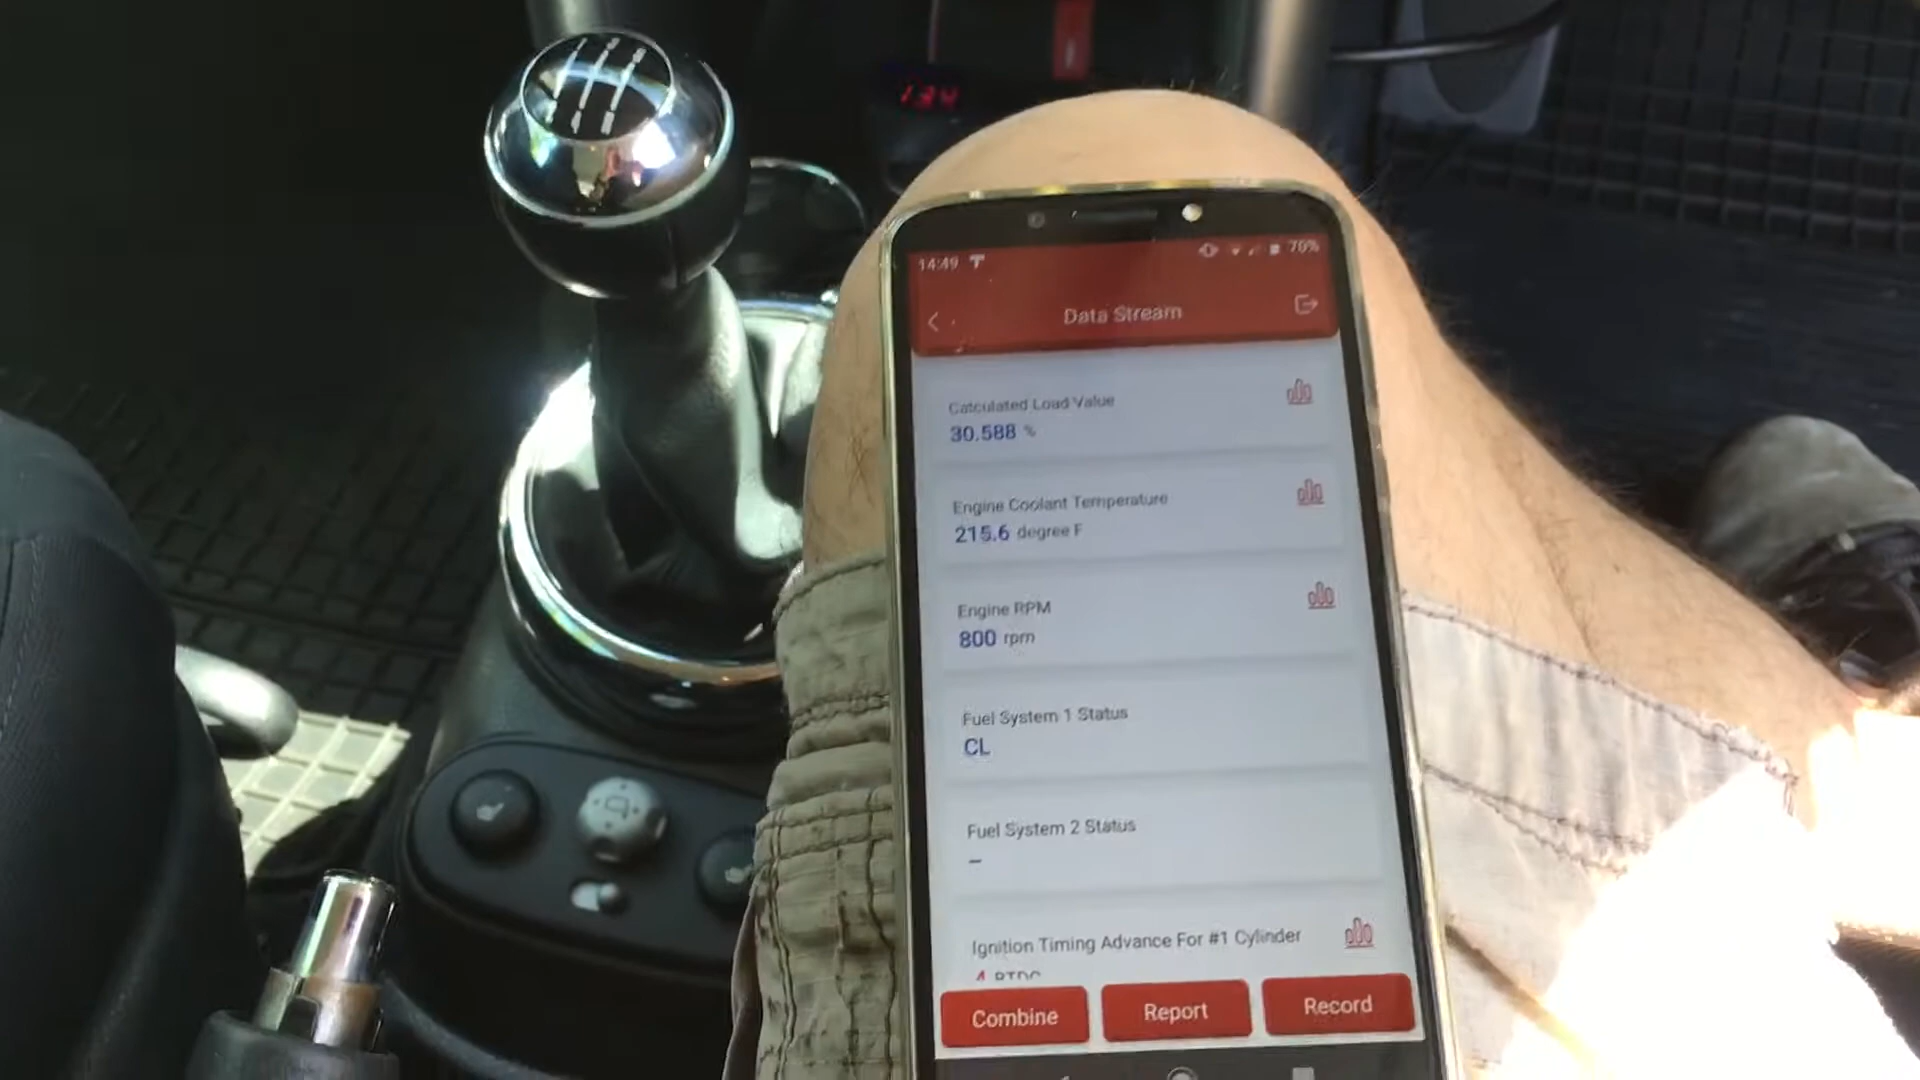 14:49
70%
Data Stream
Calculated Load Value
30.588 %
Engine Coolant Temperature
215.6 degree F
Engine RPM
800 rpm
Fuel System 1 Status
CL
Fuel System 2 Status
–
Ignition Timing Advance For #1 Cylinder
4 BTDC
Combine
Report
Record